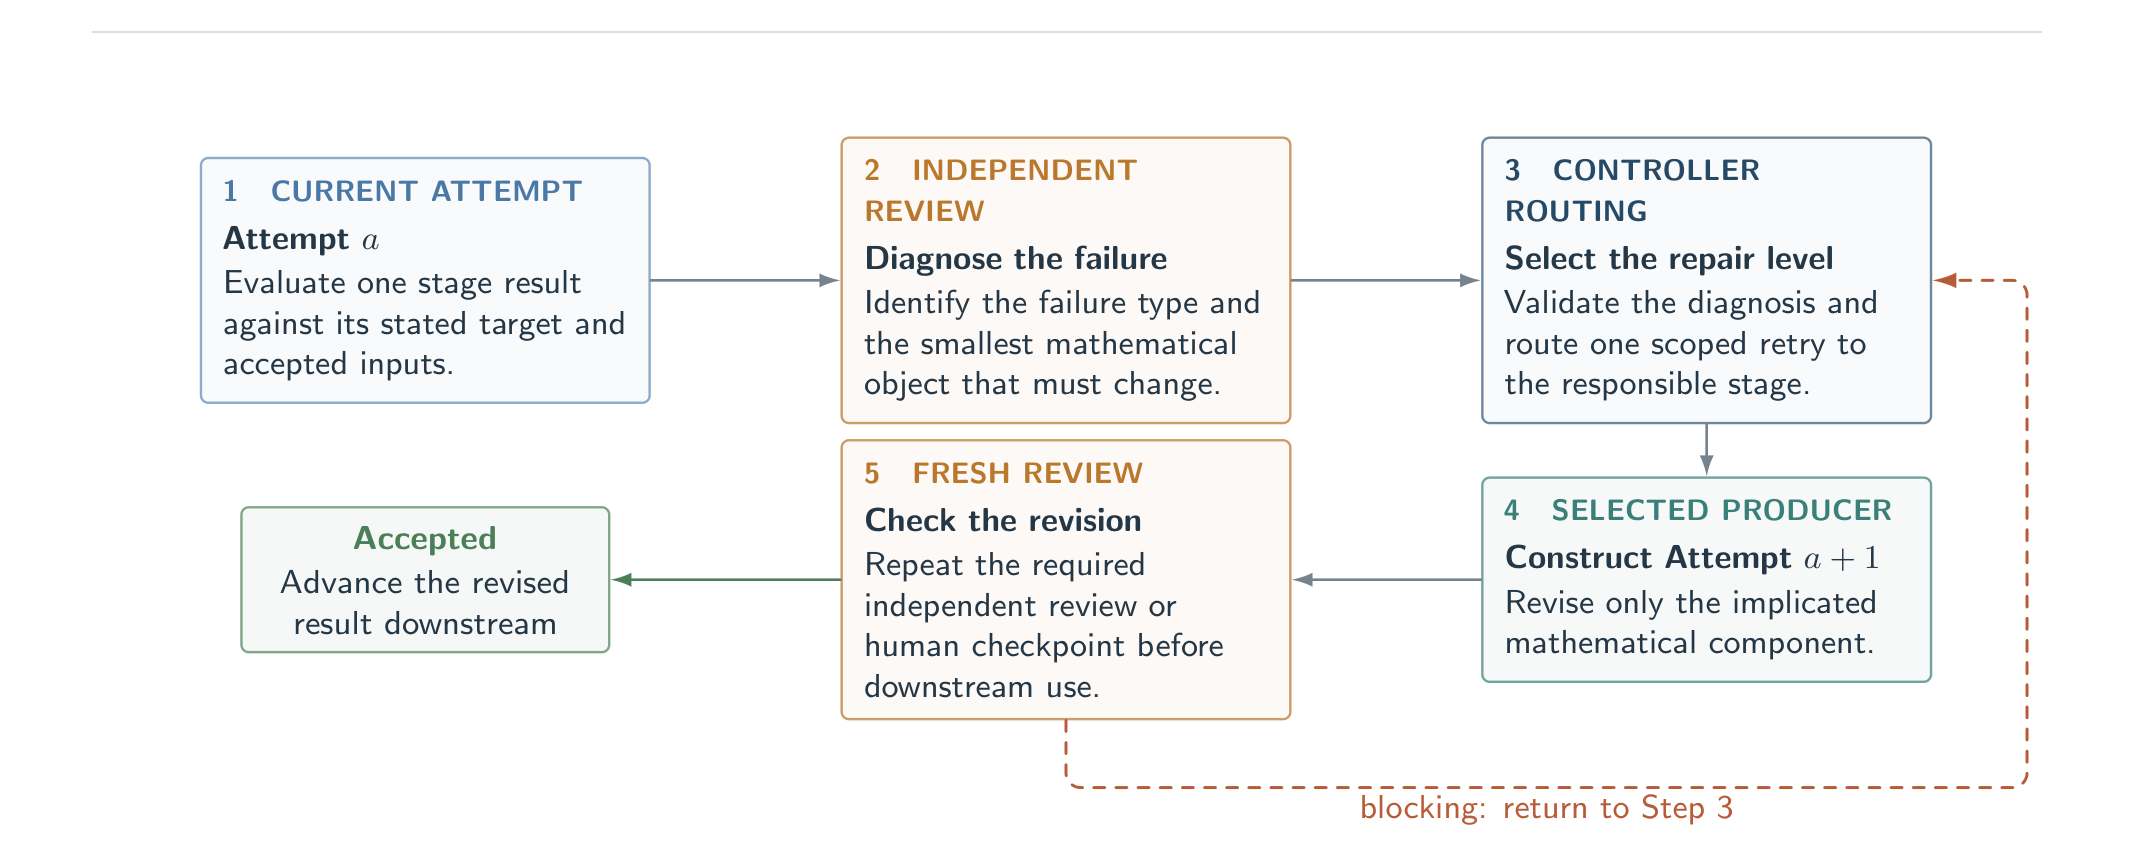 1 CURRENT ATTEMPT
Attempt a
Evaluate one stage result
against its stated target and
accepted inputs.
2 INDEPENDENT
REVIEW
Diagnose the failure
Identify the failure type and
the smallest mathematical
object that must change.
3 CONTROLLER
ROUTING
Select the repair level
Validate the diagnosis and
route one scoped retry to
the responsible stage.
4 SELECTED PRODUCER
Construct Attempt a + 1
Revise only the implicated
mathematical component.
5 FRESH REVIEW
Check the revision
Repeat the required
independent review or
human checkpoint before
downstream use.
Accepted
Advance the revised
result downstream
blocking: return to Step 3